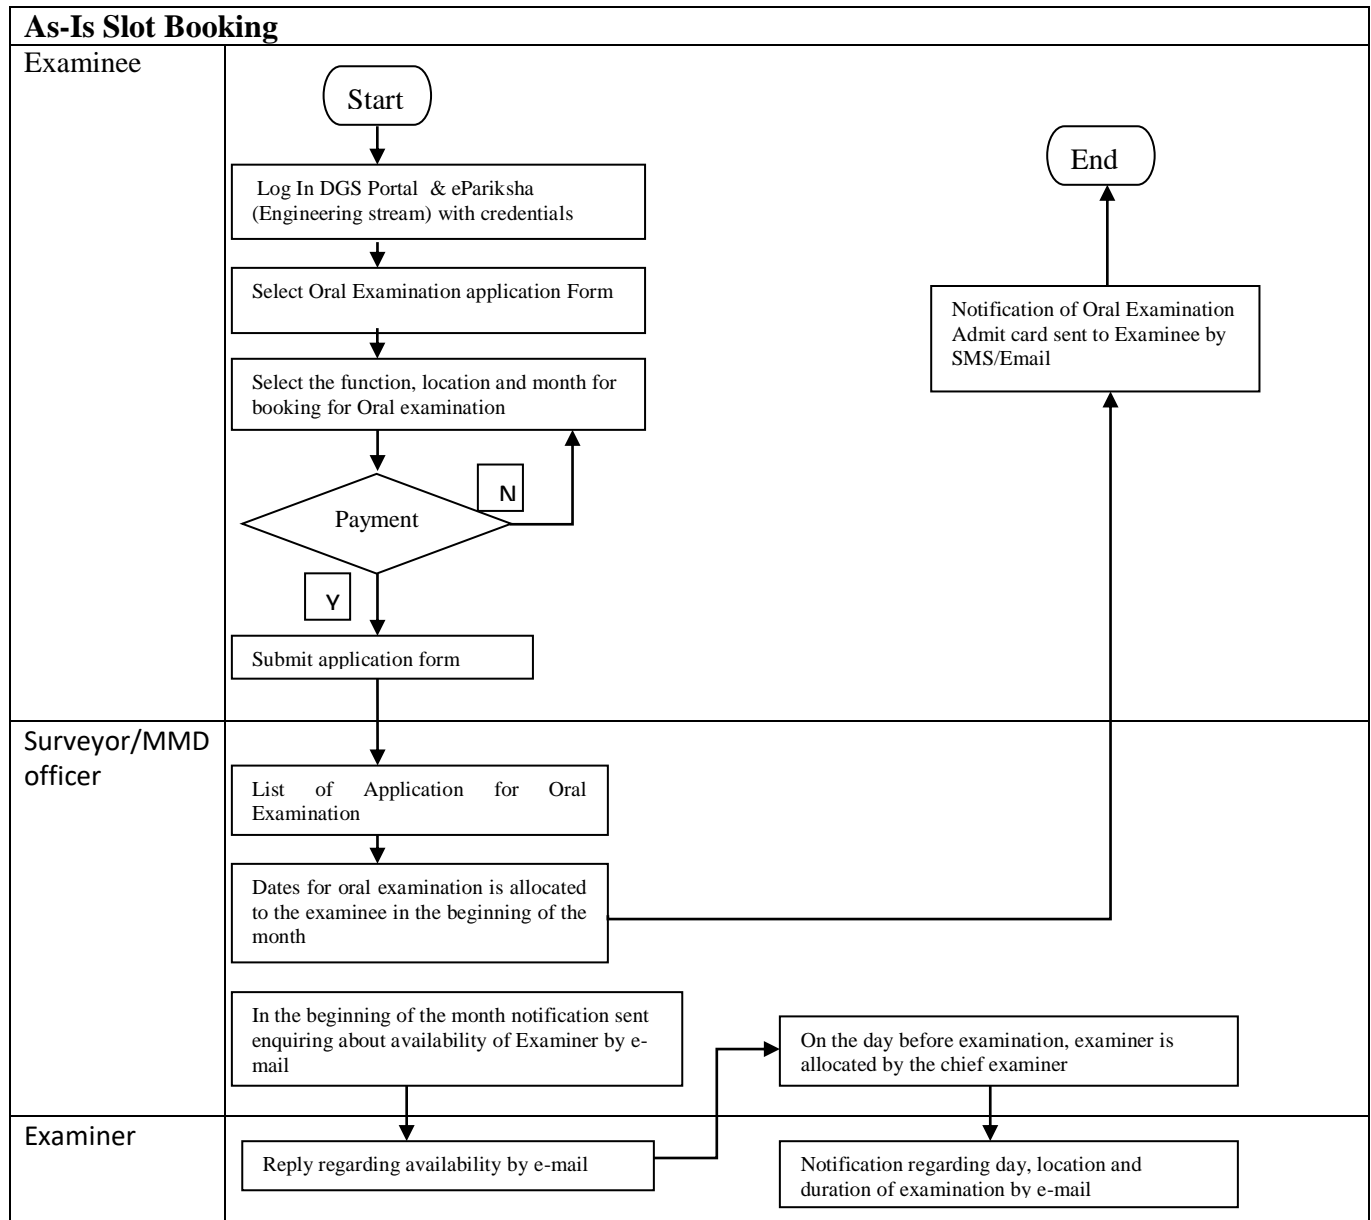 As-Is Slot Booking
Examinee
Start
Log In DGS Portal & ePariksha
(Engineering stream) with credentials
Select Oral Examination application Form
Select the function, location and month for
booking for Oral examination
Payment
N
Y
Submit application form
End
Notification of Oral Examination
Admit card sent to Examinee by
SMS/Email
Surveyor/MMD
officer
List of Application for Oral
Examination
Dates for oral examination is allocated
to the examinee in the beginning of the
month
In the beginning of the month notification sent
enquiring about availability of Examiner by e-
mail
On the day before examination, examiner is
allocated by the chief examiner
Examiner
Reply regarding availability by e-mail
Notification regarding day, location and
duration of examination by e-mail